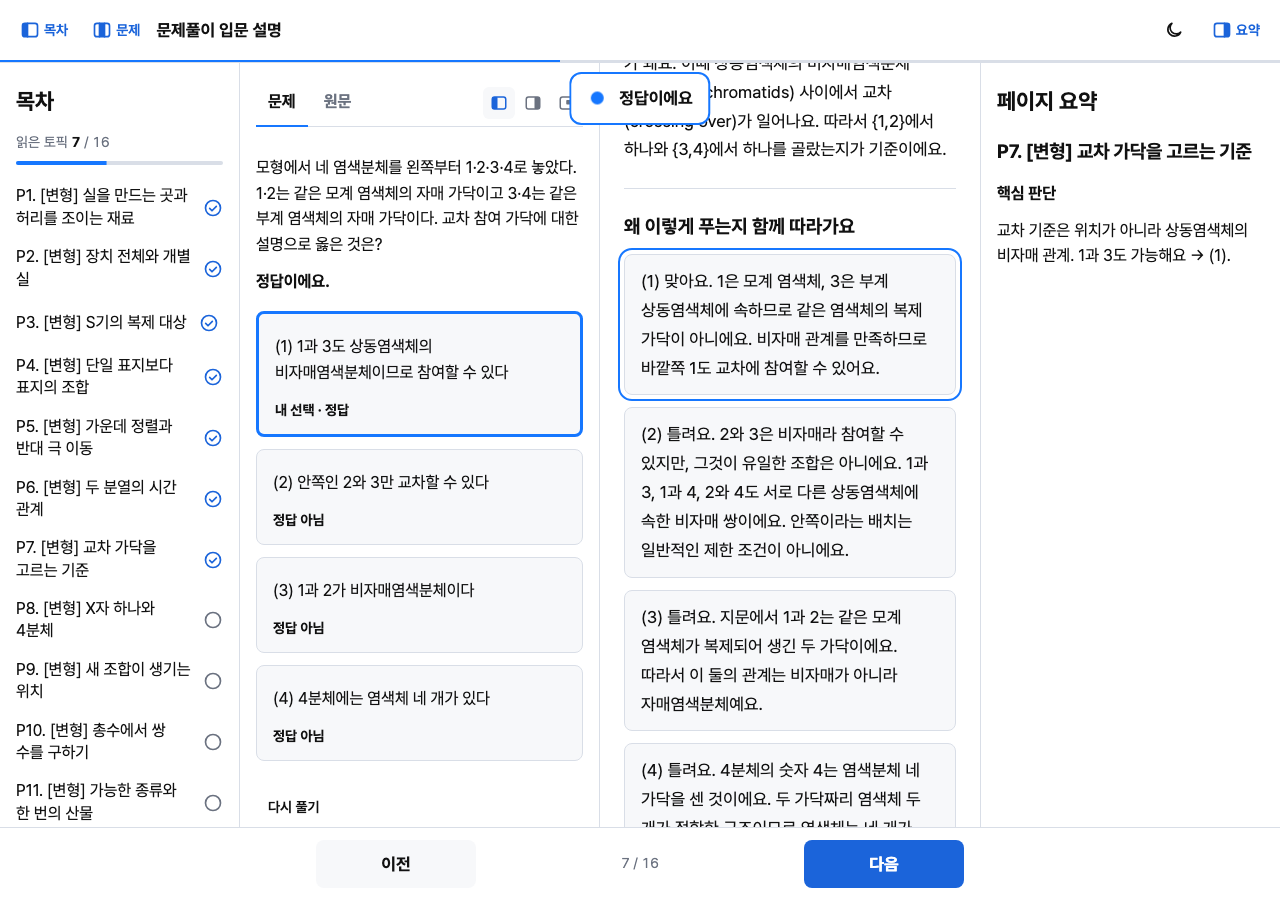 목차
문제
문제풀이 입문 설명
요약
목차
읽은 토픽 7 / 16
P1. [변형] 실을 만드는 곳과
허리를 조이는 재료
P2. [변형] 장치 전체와 개별
실
P3. [변형] S기의 복제 대상
P4. [변형] 단일 표지보다
표지의 조합
P5. [변형] 가운데 정렬과
반대 극 이동
P6. [변형] 두 분열의 시간
관계
P7. [변형] 교차 가닥을
고르는 기준
P8. [변형] X자 하나와
4분체
P9. [변형] 새 조합이 생기는
위치
P10. [변형] 총수에서 쌍
수를 구하기
P11. [변형] 가능한 종류와
한 번의 산물
문제
원문
모형에서 네 염색분체를 왼쪽부터 1·2·3·4로 놓았다.
1·2는 같은 모계 염색체의 자매 가닥이고 3·4는 같은
부계 염색체의 자매 가닥이다. 교차 참여 가닥에 대한
설명으로 옳은 것은?
정답이에요.
(1) 1과 3도 상동염색체의
비자매염색분체이므로 참여할 수 있다
내 선택 · 정답
(2) 안쪽인 2와 3만 교차할 수 있다
정답 아님
(3) 1과 2가 비자매염색분체이다
정답 아님
(4) 4분체에는 염색체 네 개가 있다
정답 아님
다시 풀기
정답이에요
chromatids) 사이에서 교차
(crossing over)가 일어나요. 따라서 {1,2}에서
하나와 {3,4}에서 하나를 골랐는지가 기준이에요.
왜 이렇게 푸는지 함께 따라가요
(1) 맞아요. 1은 모계 염색체, 3은 부계
상동염색체에 속하므로 같은 염색체의 복제
가닥이 아니에요. 비자매 관계를 만족하므로
바깥쪽 1도 교차에 참여할 수 있어요.
(2) 틀려요. 2와 3은 비자매라 참여할 수
있지만, 그것이 유일한 조합은 아니에요. 1과
3, 1과 4, 2와 4도 서로 다른 상동염색체에
속한 비자매 쌍이에요. 안쪽이라는 배치는
일반적인 제한 조건이 아니에요.
(3) 틀려요. 지문에서 1과 2는 같은 모계
염색체가 복제되어 생긴 두 가닥이에요.
따라서 이 둘의 관계는 비자매가 아니라
자매염색분체예요.
(4) 틀려요. 4분체의 숫자 4는 염색분체 네
가닥을 센 것이에요. 두 가닥짜리 염색체 두
페이지 요약
P7. [변형] 교차 가닥을 고르는 기준
핵심 판단
교차 기준은 위치가 아니라 상동염색체의
비자매 관계. 1과 3도 가능해요 → (1).
이전
7 / 16
다음